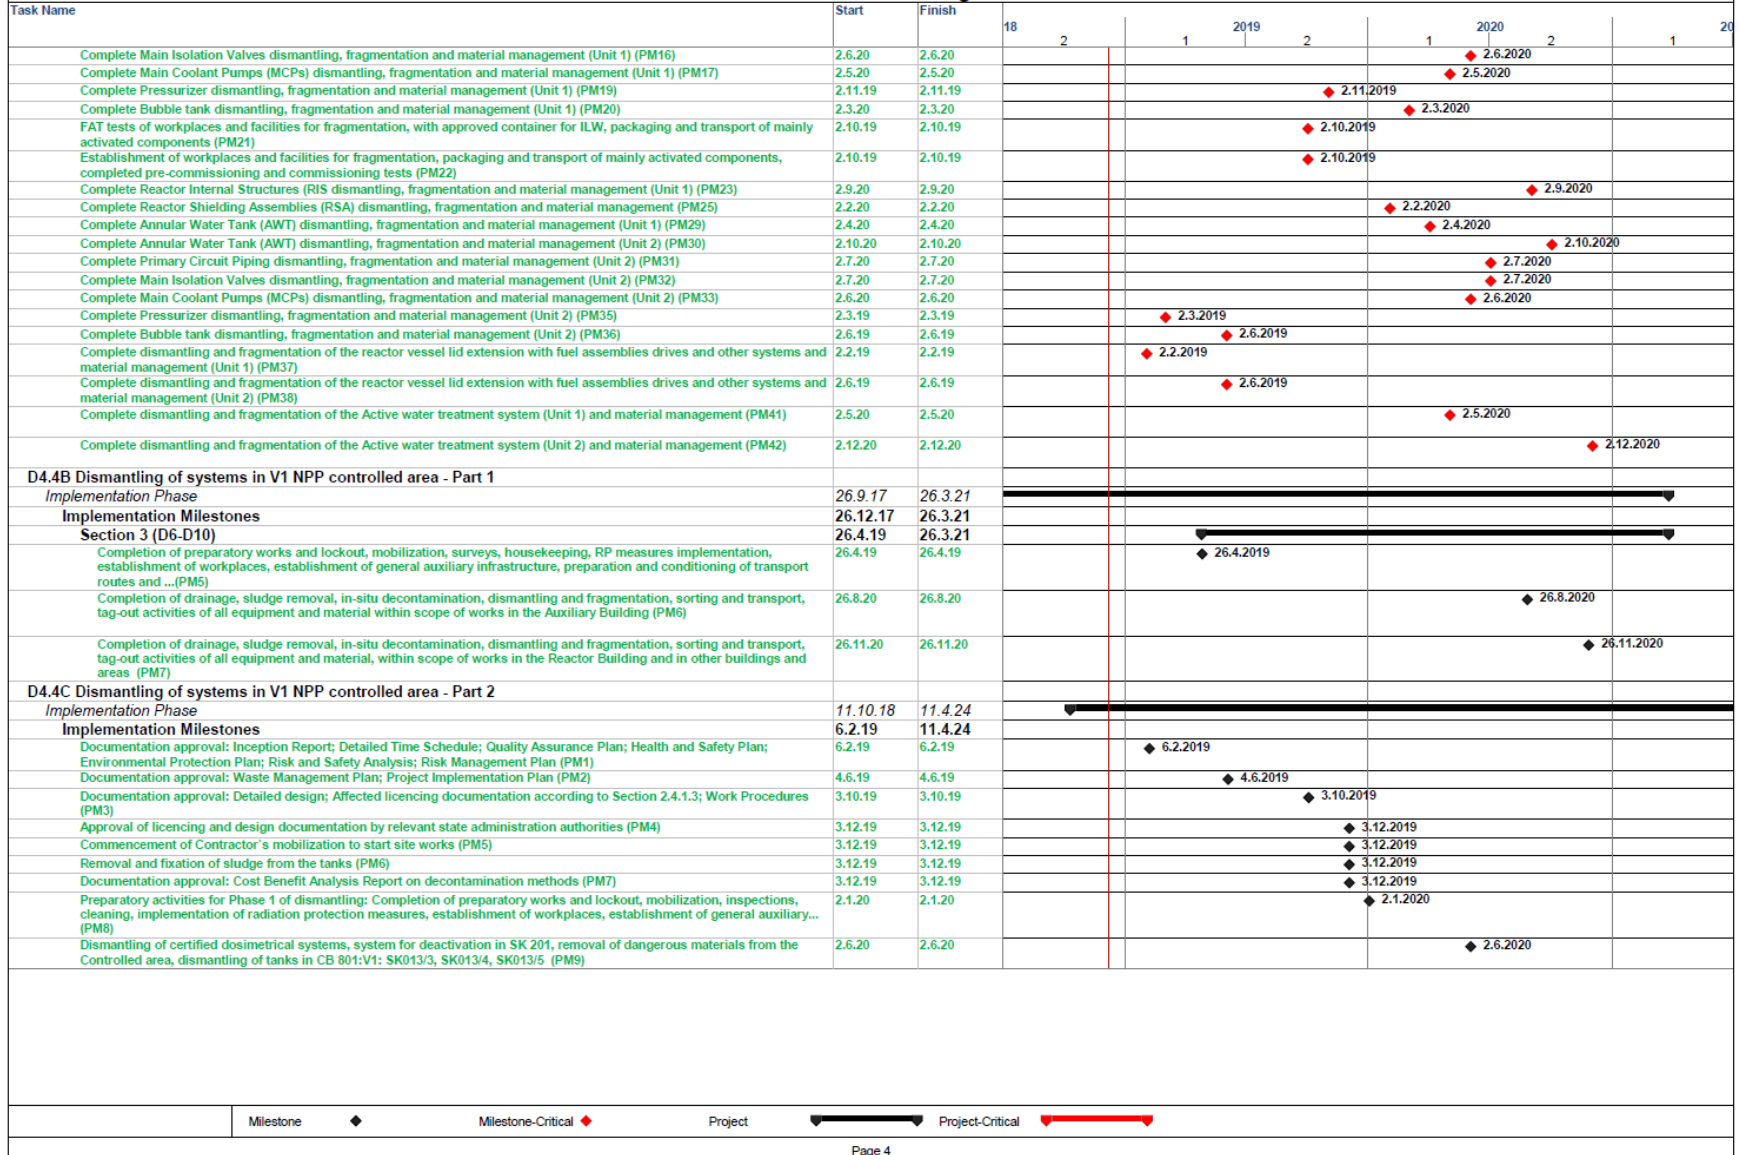 Task Name Start Finish
18 2019 2020 20
2 1 2 1 2 1
Complete Main Isolation Valves dismantling, fragmentation and material management (Unit 1) (PM16) 2.6.20 2.6.20 2.6.2020
Complete Main Coolant Pumps (MCPs) dismantling, fragmentation and material management (Unit 1) (PM17) 2.5.20 2.5.20 2.5.2020
Complete Pressurizer dismantling, fragmentation and material management (Unit 1) (PM19) 2.11.19 2.11.19 2.11.2019
Complete Bubble tank dismantling, fragmentation and material management (Unit 1) (PM20) 2.3.20 2.3.20 2.3.2020
FAT tests of workplaces and facilities for fragmentation, with approved container for ILW, packaging and transport of mainly 2.10.19 2.10.19 2.10.2019
activated components (PM21)
Establishment of workplaces and facilities for fragmentation, packaging and transport of mainly activated components, 2.10.19 2.10.19 2.10.2019
completed pre-commissioning and commissioning tests (PM22)
Complete Reactor Internal Structures (RIS dismantling, fragmentation and material management (Unit 1) (PM23) 2.9.20 2.9.20 2.9.2020
Complete Reactor Shielding Assemblies (RSA) dismantling, fragmentation and material management (PM25) 2.2.20 2.2.20 2.2.2020
Complete Annular Water Tank (AWT) dismantling, fragmentation and material management (Unit 1) (PM29) 2.4.20 2.4.20 2.4.2020
Complete Annular Water Tank (AWT) dismantling, fragmentation and material management (Unit 2) (PM30) 2.10.20 2.10.20 2.10.2020
Complete Primary Circuit Piping dismantling, fragmentation and material management (Unit 2) (PM31) 2.7.20 2.7.20 2.7.2020
Complete Main Isolation Valves dismantling, fragmentation and material management (Unit 2) (PM32) 2.7.20 2.7.20 2.7.2020
Complete Main Coolant Pumps (MCPs) dismantling, fragmentation and material management (Unit 2) (PM33) 2.6.20 2.6.20 2.6.2020
Complete Pressurizer dismantling, fragmentation and material management (Unit 2) (PM35) 2.3.19 2.3.19 2.3.2019
Complete Bubble tank dismantling, fragmentation and material management (Unit 2) (PM36) 2.6.19 2.6.19 2.6.2019
Complete dismantling and fragmentation of the reactor vessel lid extension with fuel assemblies drives and other systems and 2.2.19 2.2.19 2.2.2019
material management (Unit 1) (PM37)
Complete dismantling and fragmentation of the reactor vessel lid extension with fuel assemblies drives and other systems and 2.6.19 2.6.19 2.6.2019
material management (Unit 2) (PM38)
Complete dismantling and fragmentation of the Active water treatment system (Unit 1) and material management (PM41) 2.5.20 2.5.20 2.5.2020
Complete dismantling and fragmentation of the Active water treatment system (Unit 2) and material management (PM42) 2.12.20 2.12.20 2.12.2020
D4.4B Dismantling of systems in V1 NPP controlled area - Part 1
Implementation Phase 26.9.17 26.3.21
Implementation Milestones 26.12.17 26.3.21
Section 3 (D6-D10) 26.4.19 26.3.21
Completion of preparatory works and lockout, mobilization, surveys, housekeeping, RP measures implementation, 26.4.19 26.4.19 26.4.2019
establishment of workplaces, establishment of general auxiliary infrastructure, preparation and conditioning of transport
routes and ...(PM5)
Completion of drainage, sludge removal, in-situ decontamination, dismantling and fragmentation, sorting and transport, 26.8.20 26.8.20 26.8.2020
tag-out activities of all equipment and material within scope of works in the Auxiliary Building (PM6)
Completion of drainage, sludge removal, in-situ decontamination, dismantling and fragmentation, sorting and transport, 26.11.20 26.11.20 26.11.2020
tag-out activities of all equipment and material, within scope of works in the Reactor Building and in other buildings and
areas (PM7)
D4.4C Dismantling of systems in V1 NPP controlled area - Part 2
Implementation Phase 11.10.18 11.4.24
Implementation Milestones 6.2.19 11.4.24
Documentation approval: Inception Report; Detailed Time Schedule; Quality Assurance Plan; Health and Safety Plan; 6.2.19 6.2.19 6.2.2019
Environmental Protection Plan; Risk and Safety Analysis; Risk Management Plan (PM1)
Documentation approval: Waste Management Plan; Project Implementation Plan (PM2) 4.6.19 4.6.19 4.6.2019
Documentation approval: Detailed design; Affected licencing documentation according to Section 2.4.1.3; Work Procedures 3.10.19 3.10.19 3.10.2019
(PM3)
Approval of licencing and design documentation by relevant state administration authorities (PM4) 3.12.19 3.12.19 3.12.2019
Commencement of Contractor`s mobilization to start site works (PM5) 3.12.19 3.12.19 3.12.2019
Removal and fixation of sludge from the tanks (PM6) 3.12.19 3.12.19 3.12.2019
Documentation approval: Cost Benefit Analysis Report on decontamination methods (PM7) 3.12.19 3.12.19 3.12.2019
Preparatory activities for Phase 1 of dismantling: Completion of preparatory works and lockout, mobilization, inspections, 2.1.20 2.1.20 2.1.2020
cleaning, implementation of radiation protection measures, establishment of workplaces, establishment of general auxiliary...
(PM8)
Dismantling of certified dosimetrical systems, system for deactivation in SK 201, removal of dangerous materials from the 2.6.20 2.6.20 2.6.2020
Controlled area, dismantling of tanks in CB 801:V1: SK013/3, SK013/4, SK013/5 (PM9)
Milestone Milestone-Critical Project Project-Critical
Page 4